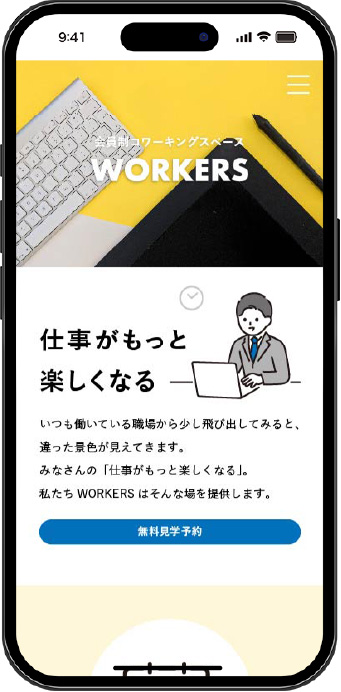 9:41
会員制コワーキングスペース
WORKERS
仕事がもっと
楽しくなる
いつも働いている職場から少し飛び出してみると、
違った景色が見えてきます。
みなさんの「仕事がもっと楽しくなる」。
私たち WORKERS はそんな場を提供します。
無料見学予約